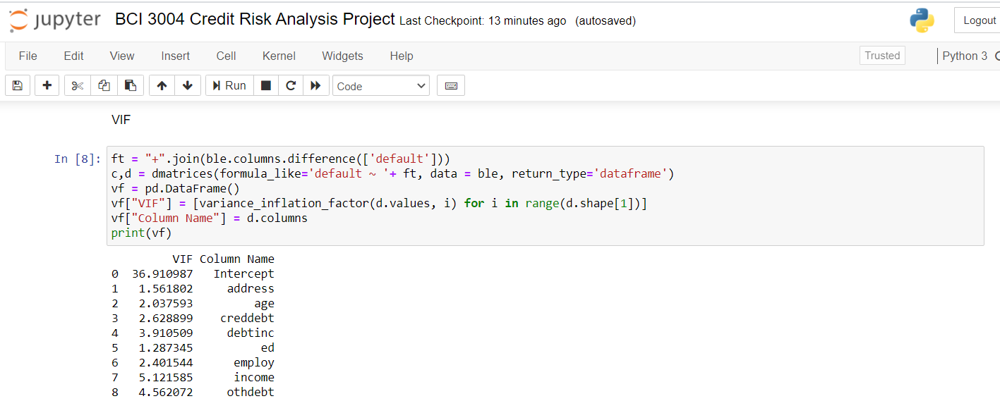 jupyter BCI 3004 Credit Risk Analysis Project Last Checkpoint: 13 minutes ago (autosaved) Logout
File Edit View Insert Cell Kernel Widgets Help Trusted Python 3
Run Code
VIF
In [8]: ft = "+".join(ble.columns.difference(['default']))
c,d = dmatrices(formula_like='default ~ '+ ft, data = ble, return_type='dataframe')
vf = pd.DataFrame()
vf["VIF"] = [variance_inflation_factor(d.values, i) for i in range(d.shape[1])]
vf["Column Name"] = d.columns
print(vf)
VIF Column Name
0 36.910987 Intercept
1 1.561802 address
2 2.037593 age
3 2.628899 creddebt
4 3.910509 debtinc
5 1.287345 ed
6 2.401544 employ
7 5.121585 income
8 4.562072 othdebt